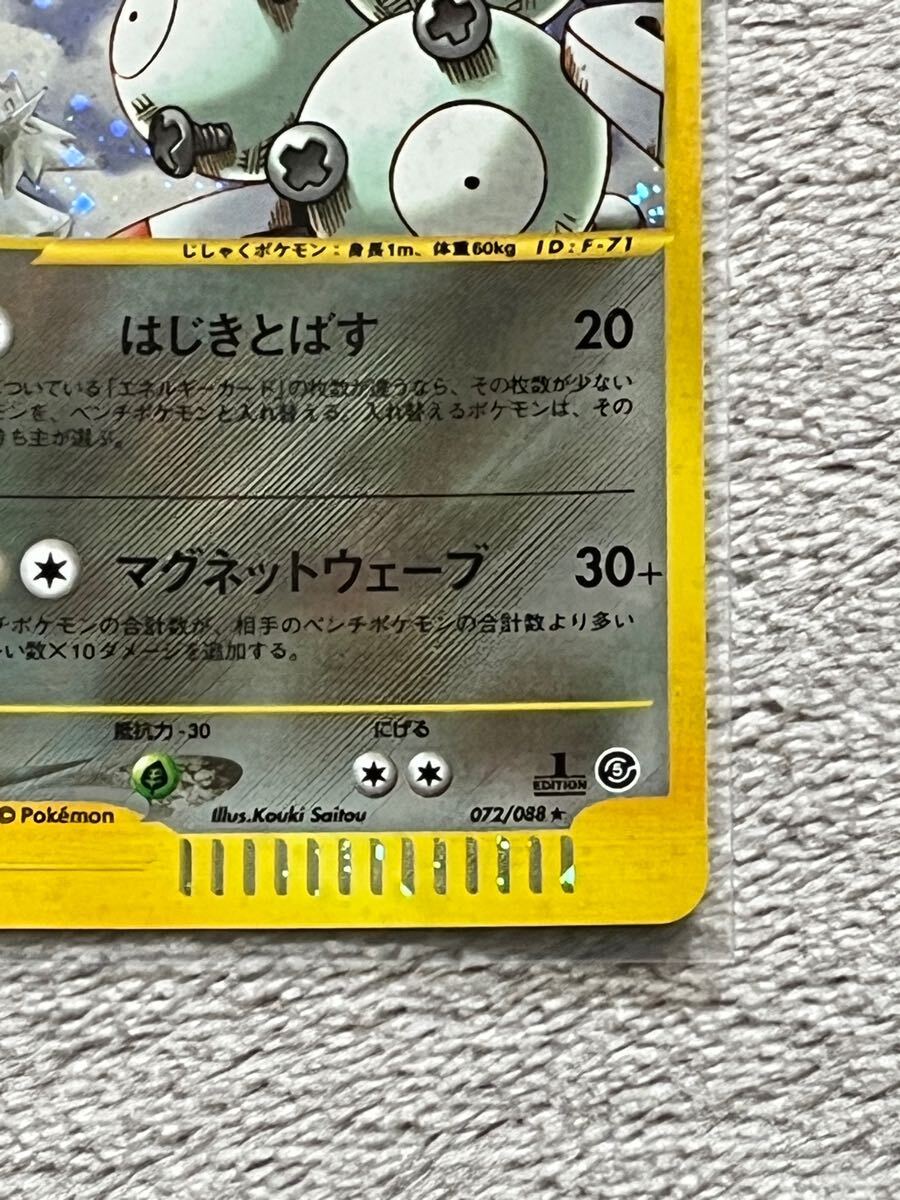 じしゃくポケモン：身長1m、体重60kg ID:F-71
はじきとばす 20
ついている「エネルギーカード」の枚数が違うなら、その枚数が少ない
モンを、ベンチポケモンと入れ替える 入れ替えるポケモンは、その
ち主が選ぶ。
マグネットウェーブ 30+
チポケモンの合計数が、相手のベンチポケモンの合計数より多い
い数×10ダメージを追加する。
抵抗力 -30 にげる
1 EDITION 5
© Pokémon Illus.Kouki Saitou 072/088 ★